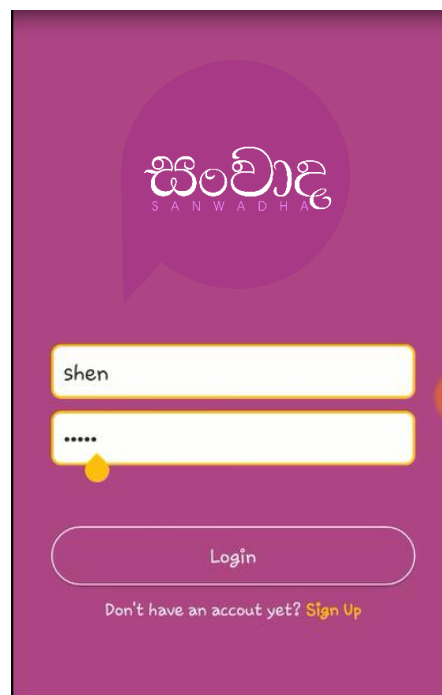 සංවාද
SANWADHA
shen
•••••
Login
Don't have an accout yet? Sign Up